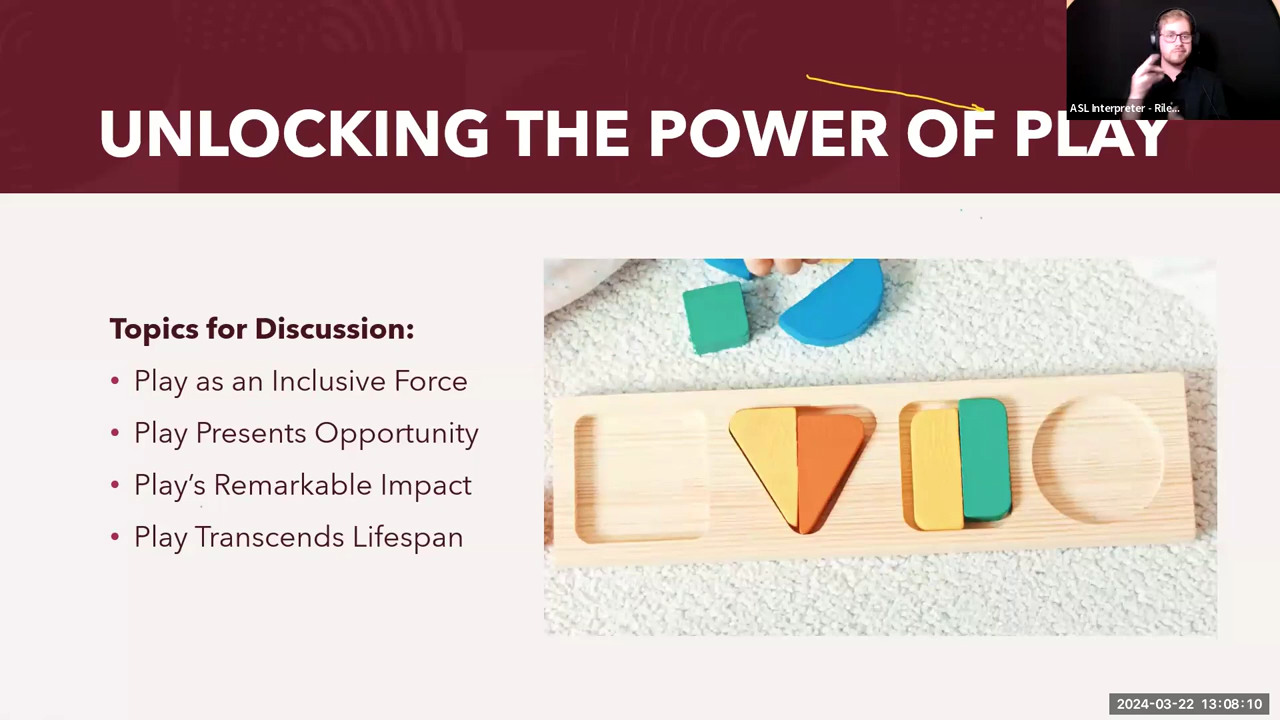 ASL Interpreter - Rile...
UNLOCKING THE POWER OF PLAY
Topics for Discussion:
• Play as an Inclusive Force
• Play Presents Opportunity
• Play’s Remarkable Impact
• Play Transcends Lifespan
2024-03-22 13:08:10